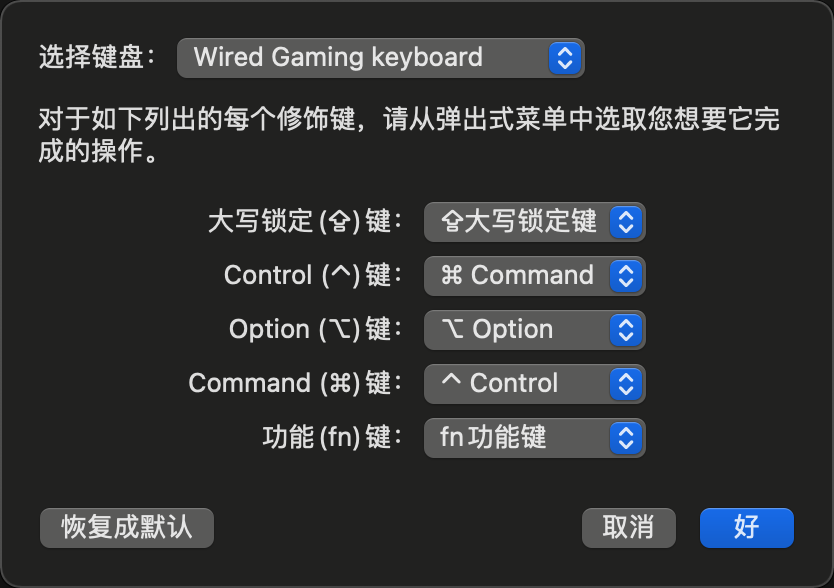 选择键盘： Wired Gaming keyboard
对于如下列出的每个修饰键，请从弹出式菜单中选取您想要它完
成的操作。
大写锁定 (⇪) 键： ⇪大写锁定键
Control (^) 键： ⌘ Command
Option (⌥) 键： ⌥ Option
Command (⌘) 键： ^ Control
功能 (fn) 键： fn功能键
恢复成默认 取消 好